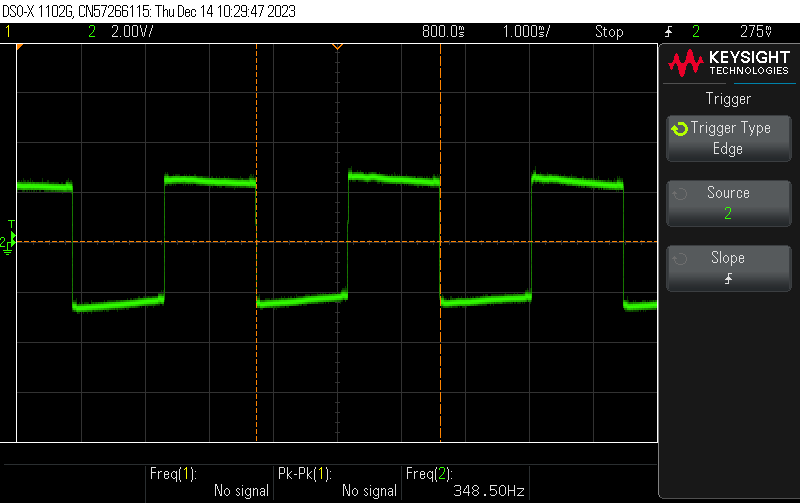 DSO-X 1102G, CN57266115: Thu Dec 14 10:29:47 2023
1 2 2.00V/ 800.0ms 1.000s/ Stop 2 275mV
KEYSIGHT
TECHNOLOGIES
Trigger
Trigger Type
Edge
Source
2
Slope
T
2
Freq(1): Pk-Pk(1): Freq(2):
No signal No signal 348.50Hz